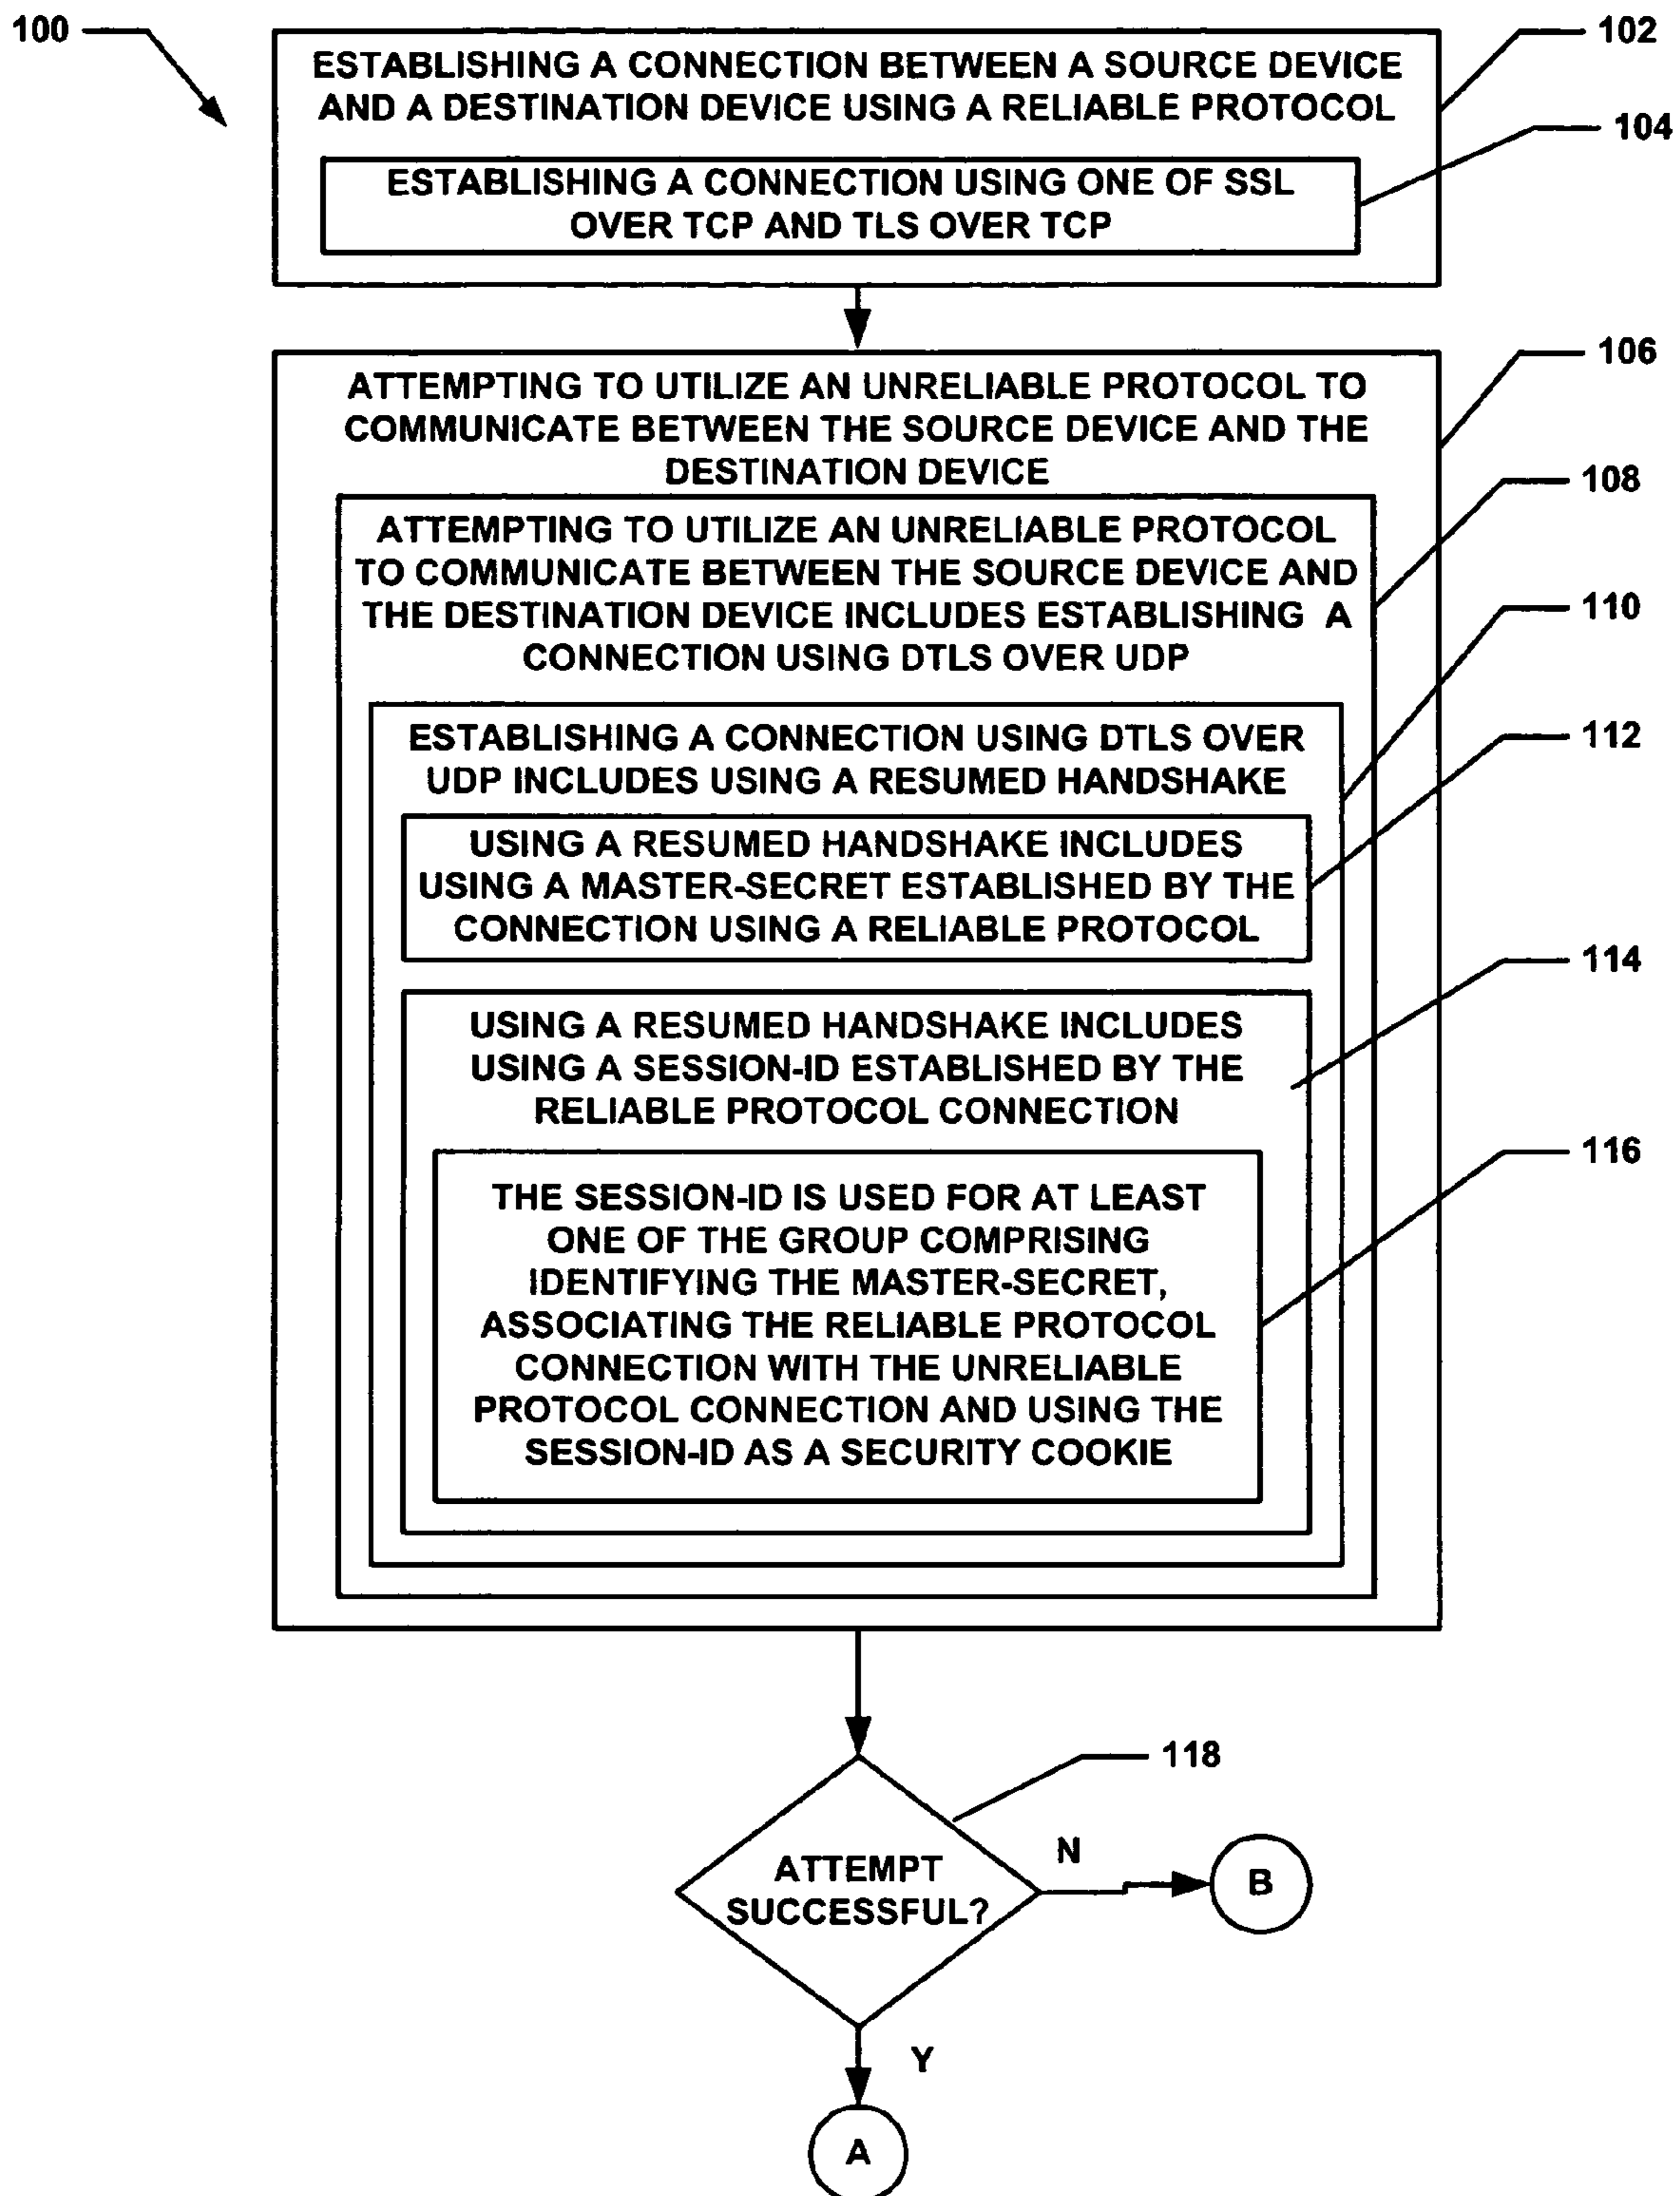 100
102
ESTABLISHING A CONNECTION BETWEEN A SOURCE DEVICE
AND A DESTINATION DEVICE USING A RELIABLE PROTOCOL
104
ESTABLISHING A CONNECTION USING ONE OF SSL
OVER TCP AND TLS OVER TCP
106
ATTEMPTING TO UTILIZE AN UNRELIABLE PROTOCOL TO
COMMUNICATE BETWEEN THE SOURCE DEVICE AND THE
DESTINATION DEVICE
108
ATTEMPTING TO UTILIZE AN UNRELIABLE PROTOCOL
TO COMMUNICATE BETWEEN THE SOURCE DEVICE AND
THE DESTINATION DEVICE INCLUDES ESTABLISHING A
CONNECTION USING DTLS OVER UDP
110
ESTABLISHING A CONNECTION USING DTLS OVER
UDP INCLUDES USING A RESUMED HANDSHAKE
112
USING A RESUMED HANDSHAKE INCLUDES
USING A MASTER-SECRET ESTABLISHED BY THE
CONNECTION USING A RELIABLE PROTOCOL
114
USING A RESUMED HANDSHAKE INCLUDES
USING A SESSION-ID ESTABLISHED BY THE
RELIABLE PROTOCOL CONNECTION
116
THE SESSION-ID IS USED FOR AT LEAST
ONE OF THE GROUP COMPRISING
IDENTIFYING THE MASTER-SECRET,
ASSOCIATING THE RELIABLE PROTOCOL
CONNECTION WITH THE UNRELIABLE
PROTOCOL CONNECTION AND USING THE
SESSION-ID AS A SECURITY COOKIE
118
ATTEMPT
SUCCESSFUL?
N
B
Y
A